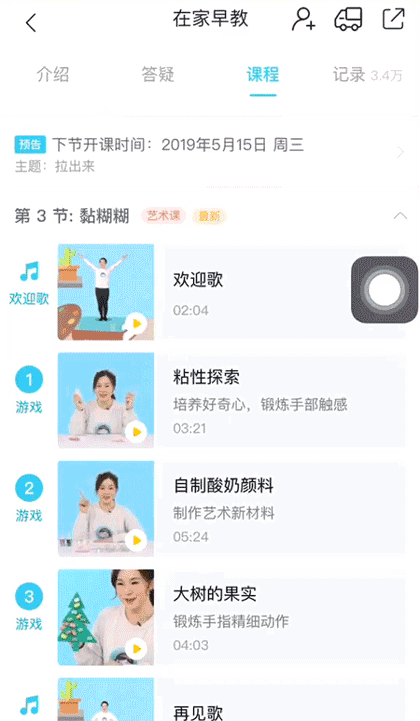 在家早教
介绍 答疑 课程 记录 3.4万
预告 下节开课时间：2019年5月15日 周三
主题：拉出来
第 3 节: 黏糊糊 艺术课 最新
欢迎歌
欢迎歌
02:04
1
游戏
粘性探索
培养好奇心，锻炼手部触感
03:21
2
游戏
自制酸奶颜料
制作艺术新材料
05:24
3
游戏
大树的果实
锻炼手指精细动作
04:03
再见歌